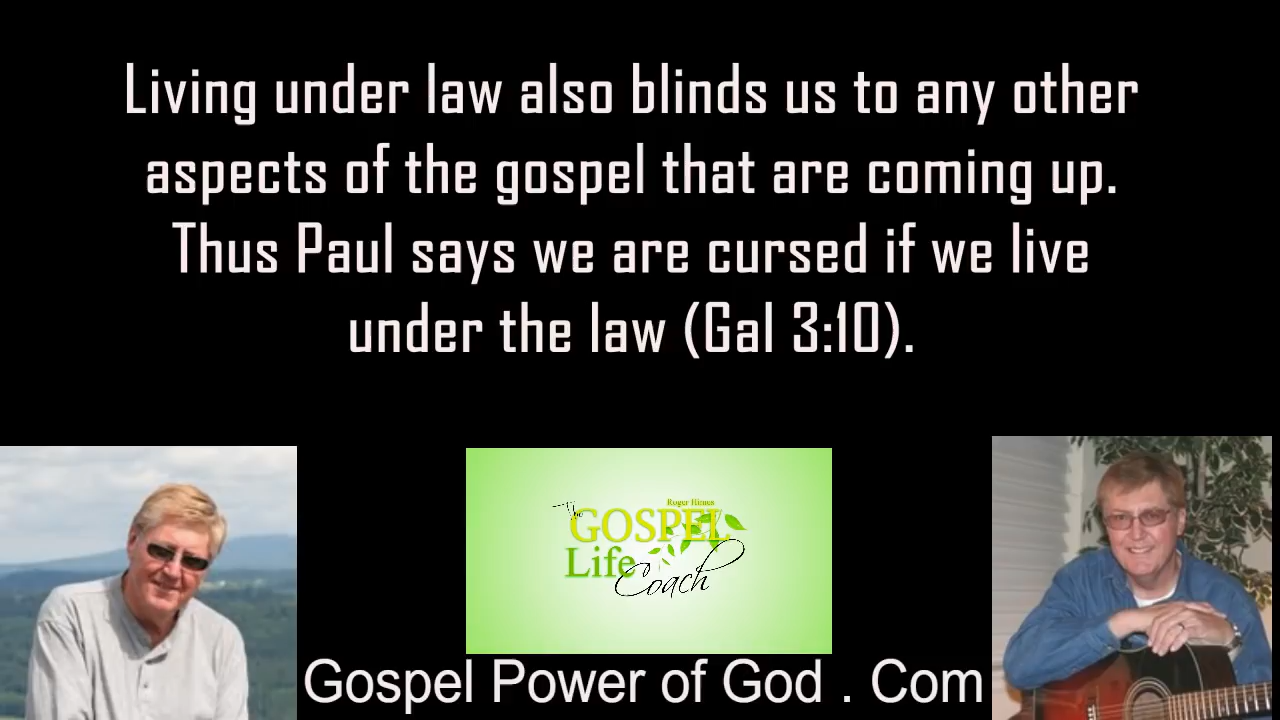 Living under law also blinds us to any other
aspects of the gospel that are coming up.
Thus Paul says we are cursed if we live
under the law (Gal 3:10).
Roger Himes
The
GOSPEL
Life
Coach
Gospel Power of God . Com